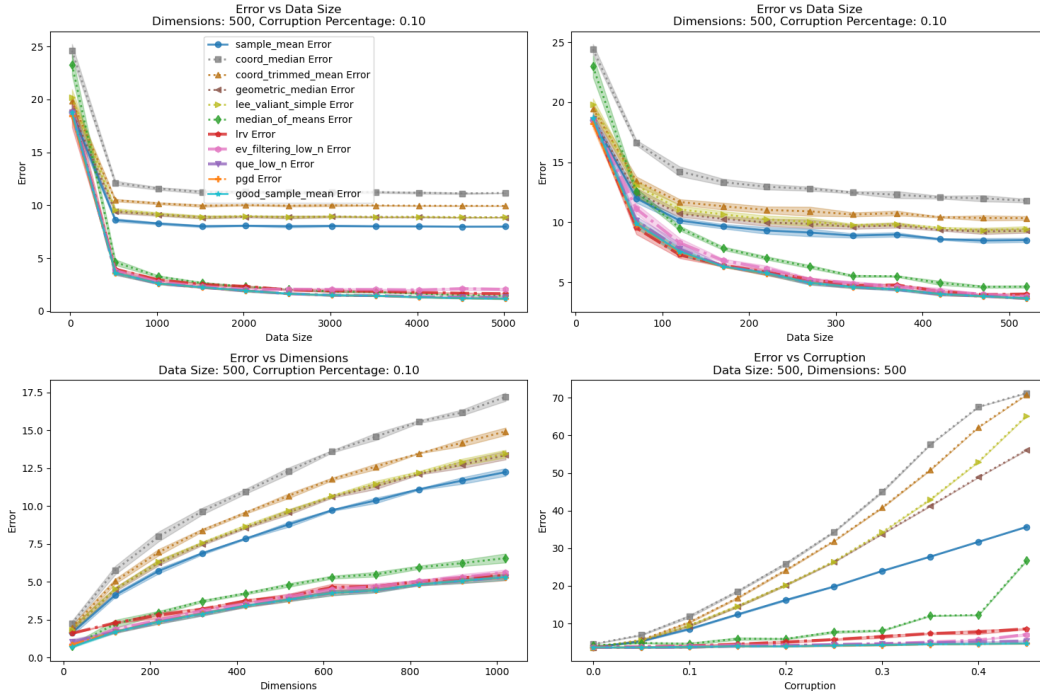 Error vs Data Size
Dimensions: 500, Corruption Percentage: 0.10
Error
25
20
15
10
5
0
sample_mean Error
coord_median Error
coord_trimmed_mean Error
geometric_median Error
lee_valiant_simple Error
median_of_means Error
lrv Error
ev_filtering_low_n Error
que_low_n Error
pgd Error
good_sample_mean Error
0
1000
2000
3000
4000
5000
Data Size
Error vs Data Size
Dimensions: 500, Corruption Percentage: 0.10
Error
25
20
15
10
5
0
100
200
300
400
500
Data Size
Error vs Dimensions
Data Size: 500, Corruption Percentage: 0.10
Error
17.5
15.0
12.5
10.0
7.5
5.0
2.5
0.0
0
200
400
600
800
1000
Dimensions
Error vs Corruption
Data Size: 500, Dimensions: 500
Error
70
60
50
40
30
20
10
0.0
0.1
0.2
0.3
0.4
Corruption